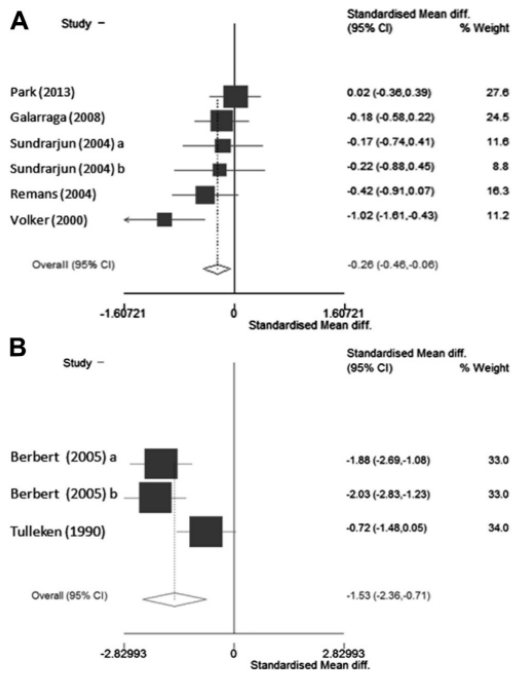 A
Study
Standardised Mean diff.
(95% CI)
% Weight
Park (2013)
0.02 (-0.36,0.39)
27.6
Galarraga (2008)
-0.18 (-0.58,0.22)
24.5
Sundrarjun (2004) a
-0.17 (-0.74,0.41)
11.6
Sundrarjun (2004) b
-0.22 (-0.88,0.45)
8.8
Remans (2004)
-0.42 (-0.91,0.07)
16.3
Volker (2000)
-1.02 (-1.61,-0.43)
11.2
Overall (95% CI)
-0.26 (-0.46,-0.06)
-1.60721
0
1.60721
Standardised Mean diff.
B
Study
Standardised Mean diff.
(95% CI)
% Weight
Berbert (2005) a
-1.88 (-2.69,-1.08)
33.0
Berbert (2005) b
-2.03 (-2.83,-1.23)
33.0
Tulleken (1990)
-0.72 (-1.48,0.05)
34.0
Overall (95% CI)
-1.53 (-2.36,-0.71)
-2.82993
0
2.82993
Standardised Mean diff.